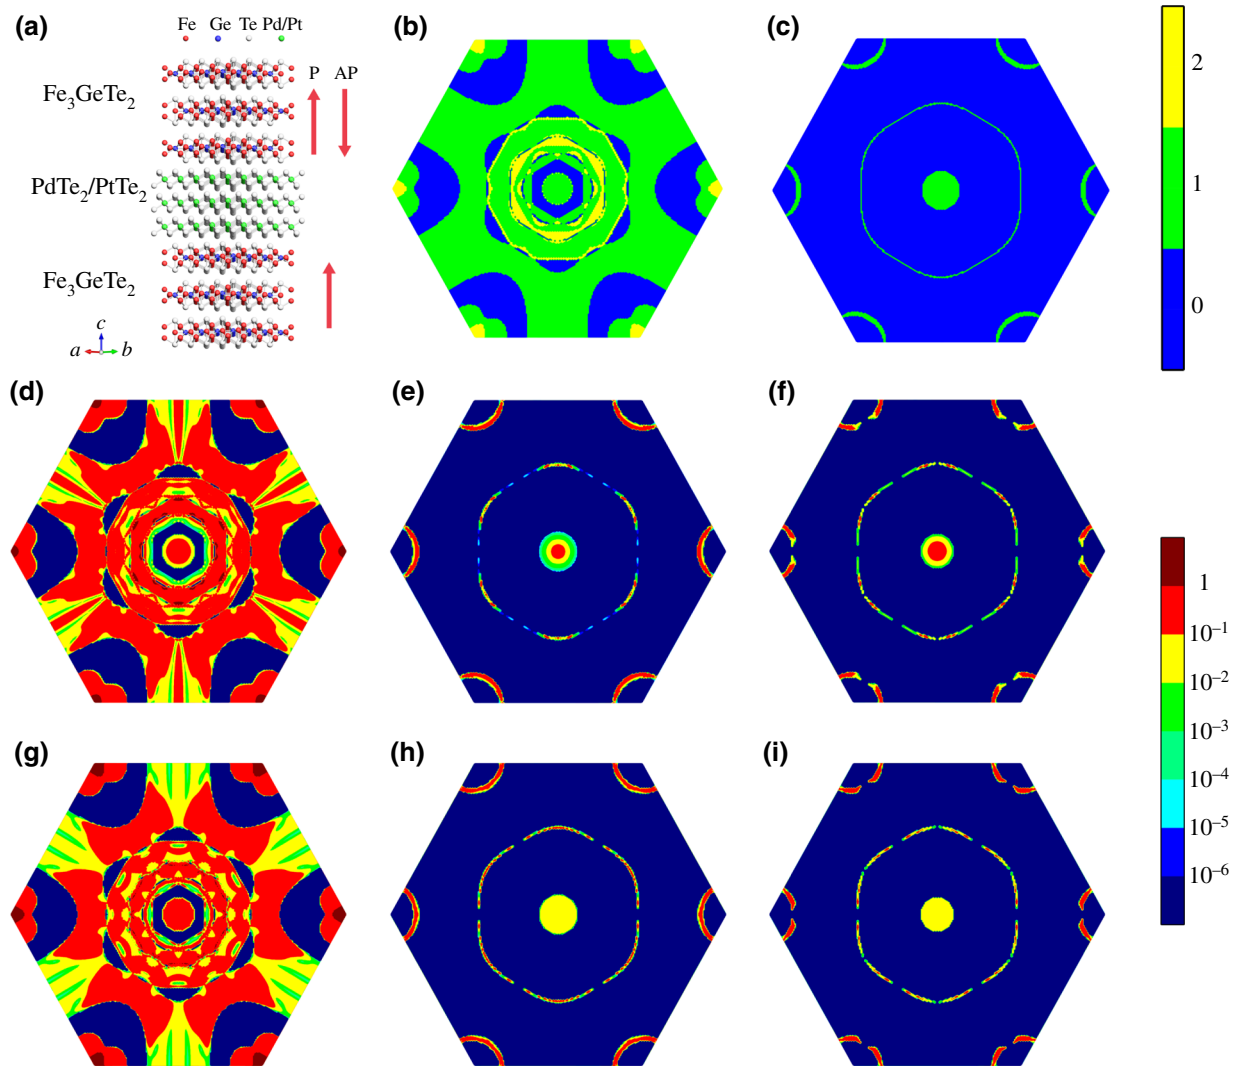 (a)
Fe Ge Te Pd/Pt
Fe3GeTe2
P AP
PdTe2/PtTe2
Fe3GeTe2
c
a b
(b)
(c)
2
1
0
(d)
(e)
(f)
1
10⁻¹
10⁻²
10⁻³
10⁻⁴
10⁻⁵
10⁻⁶
(g)
(h)
(i)